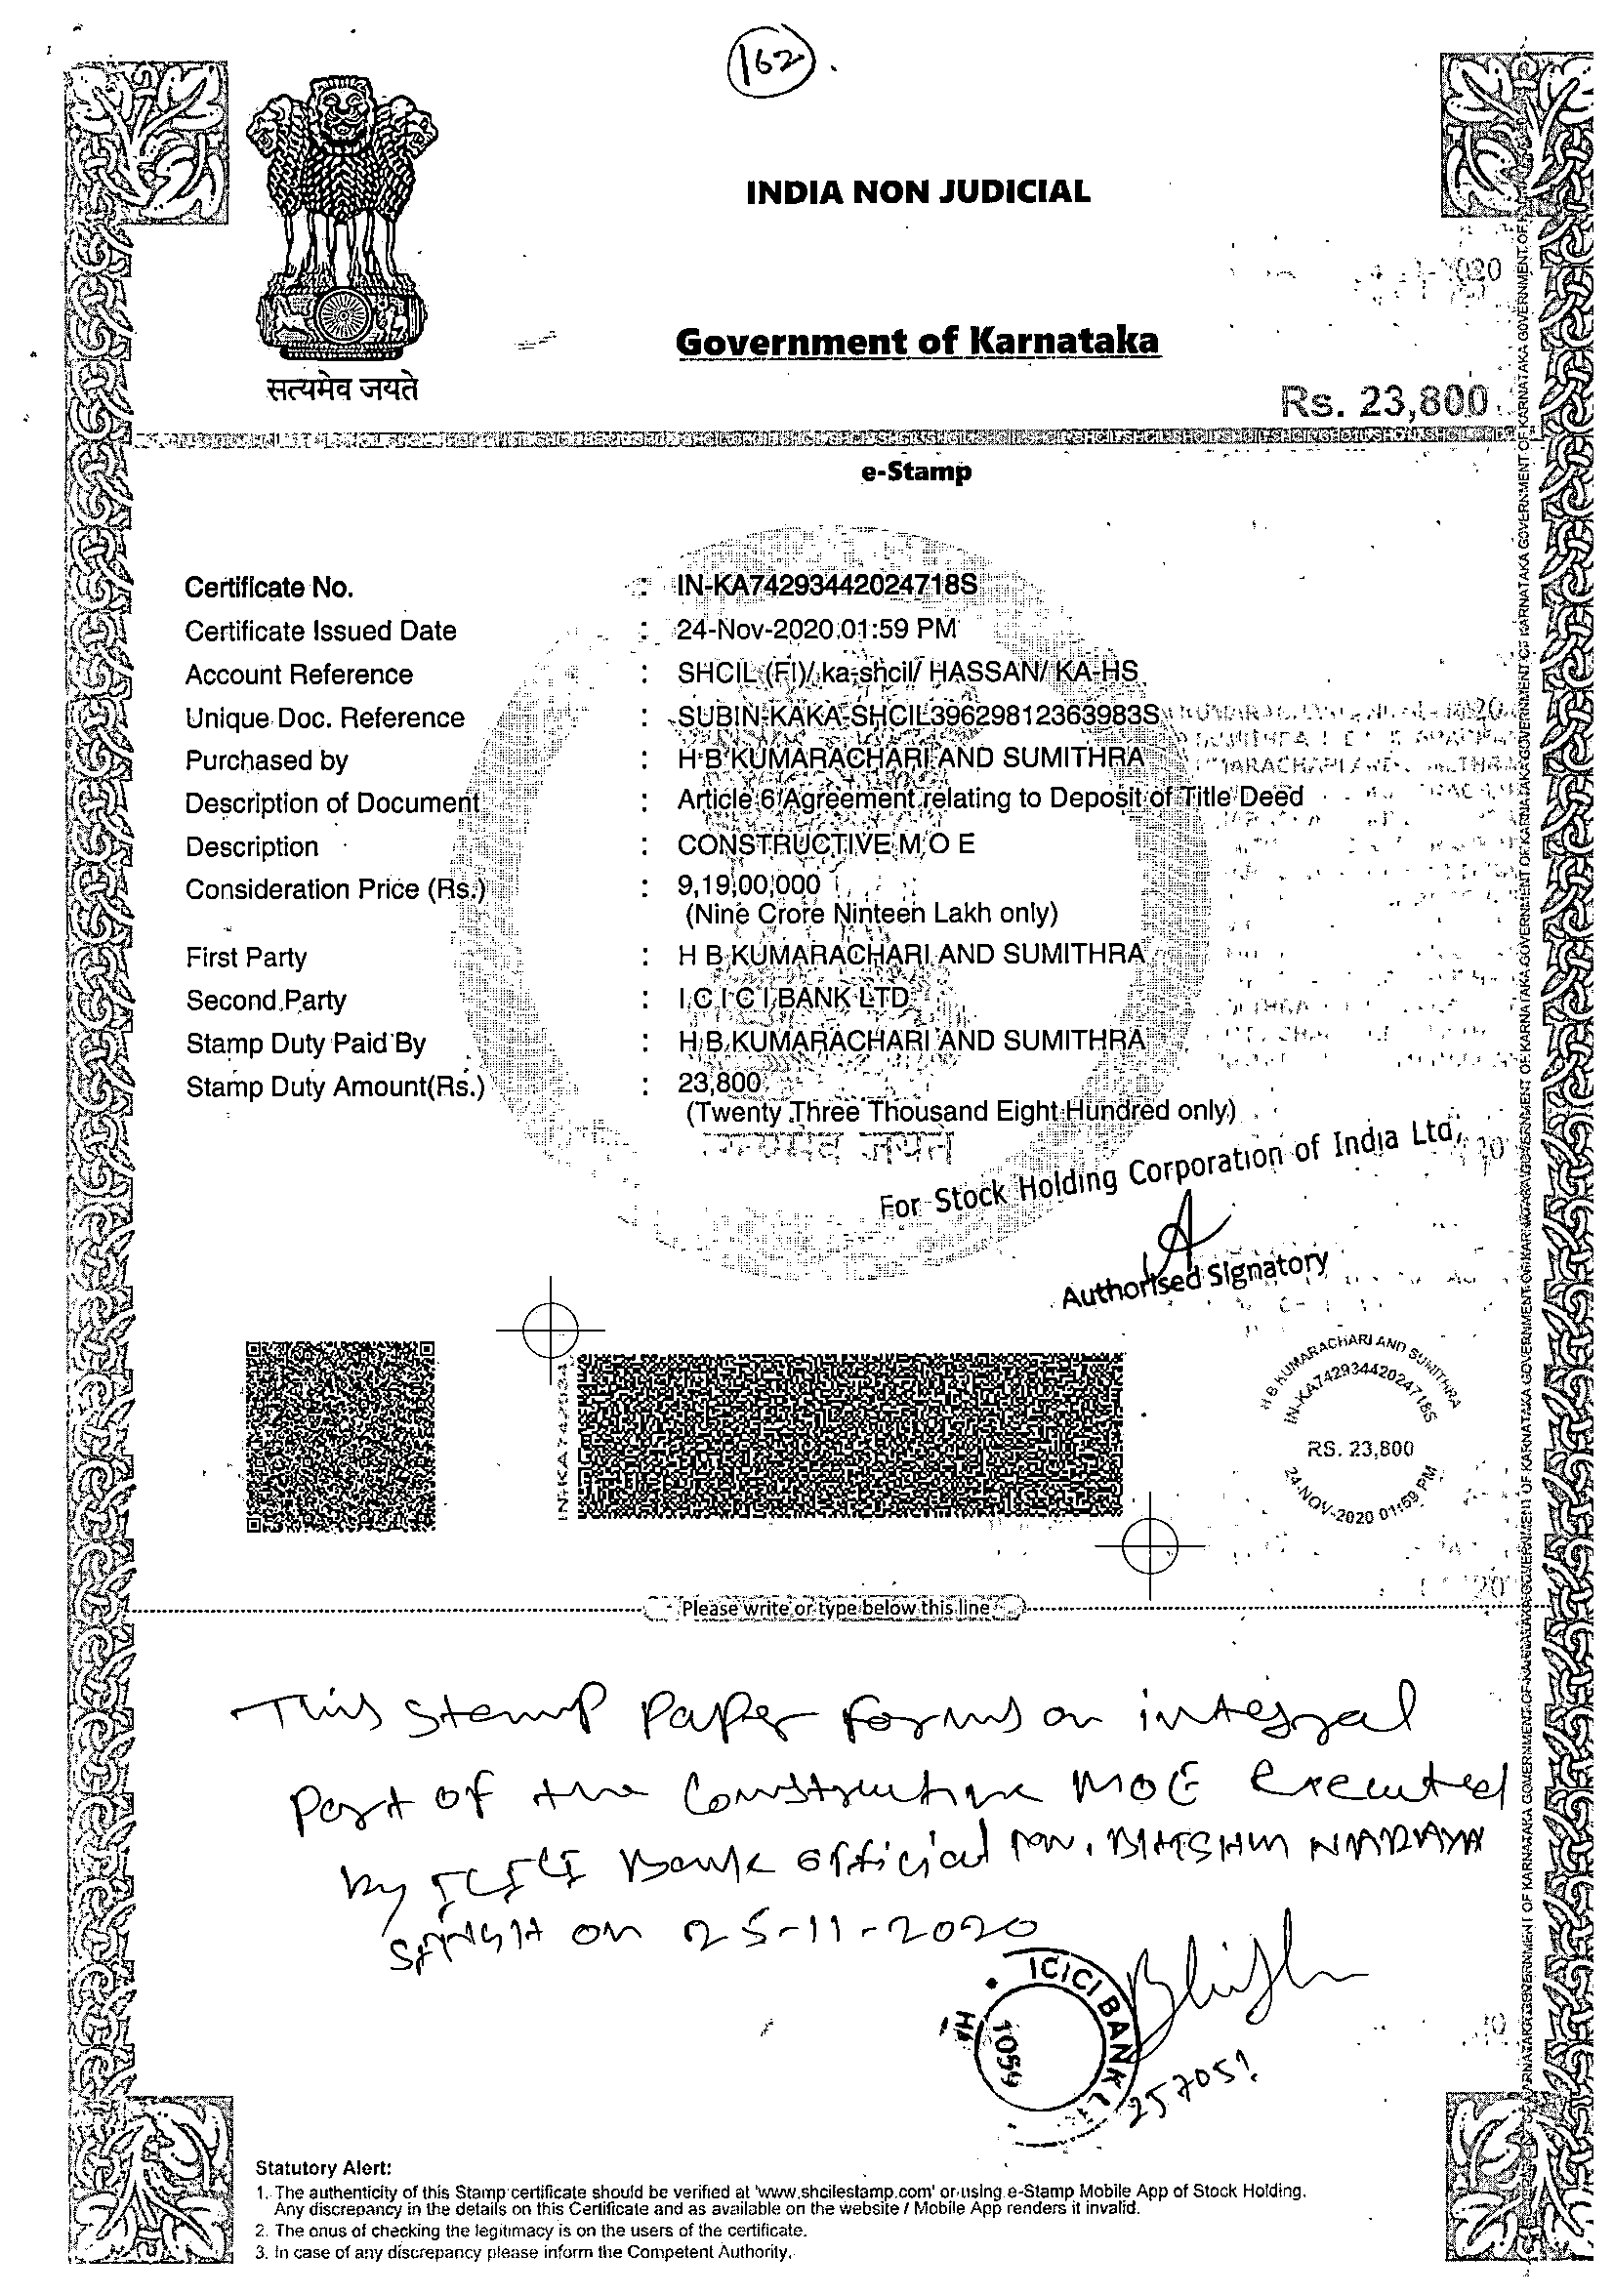 162
INDIA NON JUDICIAL
Government of Karnataka
सत्यमेव जयते
Rs. 23,800
e-Stamp
Certificate No. : IN-KA74293442024718S
Certificate Issued Date : 24-Nov-2020 01:59 PM
Account Reference : SHCIL (FI)/ ka-shcil/ HASSAN/ KA-HS
Unique Doc. Reference : SUBIN-KAKA-SHCIL39629812363983S
Purchased by : H B KUMARACHARI AND SUMITHRA
Description of Document : Article 6 Agreement relating to Deposit of Title Deed
Description : CONSTRUCTIVE M O E
Consideration Price (Rs.) : 9,19,00,000
(Nine Crore Ninteen Lakh only)
First Party : H B KUMARACHARI AND SUMITHRA
Second Party : I C I C I BANK LTD
Stamp Duty Paid By : H B KUMARACHARI AND SUMITHRA
Stamp Duty Amount(Rs.) : 23,800
(Twenty Three Thousand Eight Hundred only)
सत्यमेव जयते
For Stock Holding Corporation of India Ltd,
Authorised Signatory
H B KUMARACHARI AND SUMITHRA
IN-KA74293442024718S
RS. 23,800
24-NOV-2020 01:59 PM
IN-KA742934
Please write or type below this line
This stamp Paper forms an integral
Part of the Constructive MOE executed
by ICICI Bank official Mr. BHISHM NARAYAN
SINGH on 25-11-2020
ICICI BANK
1059
257051
Statutory Alert:
1. The authenticity of this Stamp certificate should be verified at 'www.shcilestamp.com' or using e-Stamp Mobile App of Stock Holding.
Any discrepancy in the details on this Certificate and as available on the website / Mobile App renders it invalid.
2. The onus of checking the legitimacy is on the users of the certificate.
3. In case of any discrepancy please inform the Competent Authority.